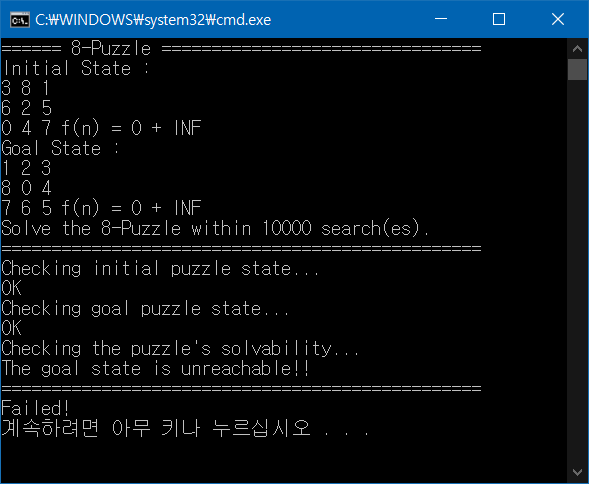 C:₩WINDOWS₩system32₩cmd.exe
====== 8-Puzzle ================================
Initial State :
3 8 1
6 2 5
0 4 7 f(n) = 0 + INF
Goal State :
1 2 3
8 0 4
7 6 5 f(n) = 0 + INF
Solve the 8-Puzzle within 10000 search(es).
================================================
Checking initial puzzle state...
OK
Checking goal puzzle state...
OK
Checking the puzzle's solvability...
The goal state is unreachable!!
================================================
Failed!
계속하려면 아무 키나 누르십시오 . . .